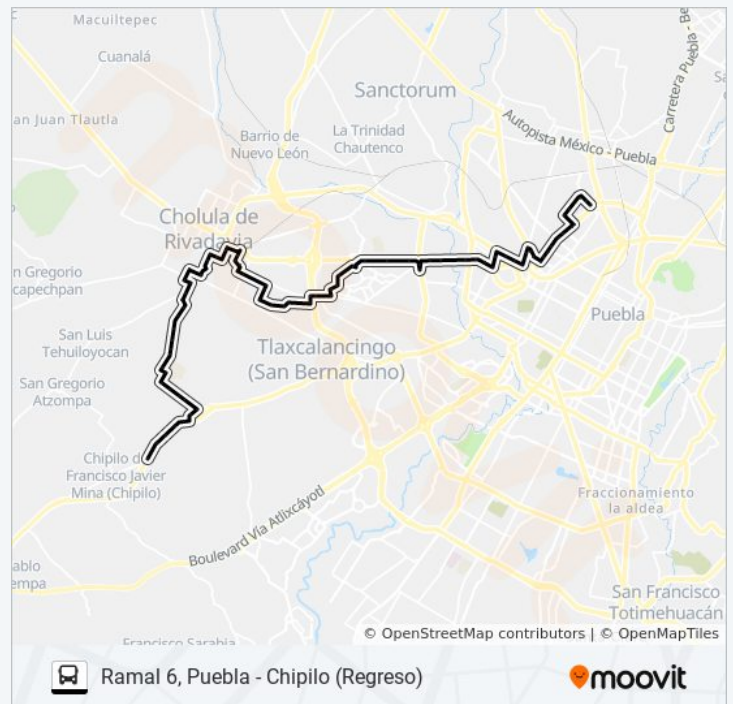 Macuiltepec
Cuanalá
Sanctorum
an Juan Tlautla
Barrio de
Nuevo León
La Trinidad
Chautenco
Autopista México - Puebla
Carretera Puebla - Be
Cholula de
Rivadavia
n Gregorio
capechpan
Puebla
San Luis
Tehuiloyocan
Tlaxcalancingo
(San Bernardino)
San Gregorio
Atzompa
Chipilo de
Francisco Javier
Mina (Chipilo)
Fraccionamiento
la aldea
Boulevard Vía Atlixcáyotl
ablo
empa
San Francisco
Totimehuacán
Francisco Sarabia
© OpenStreetMap contributors | © OpenMapTiles
Ramal 6, Puebla - Chipilo (Regreso)
moovit